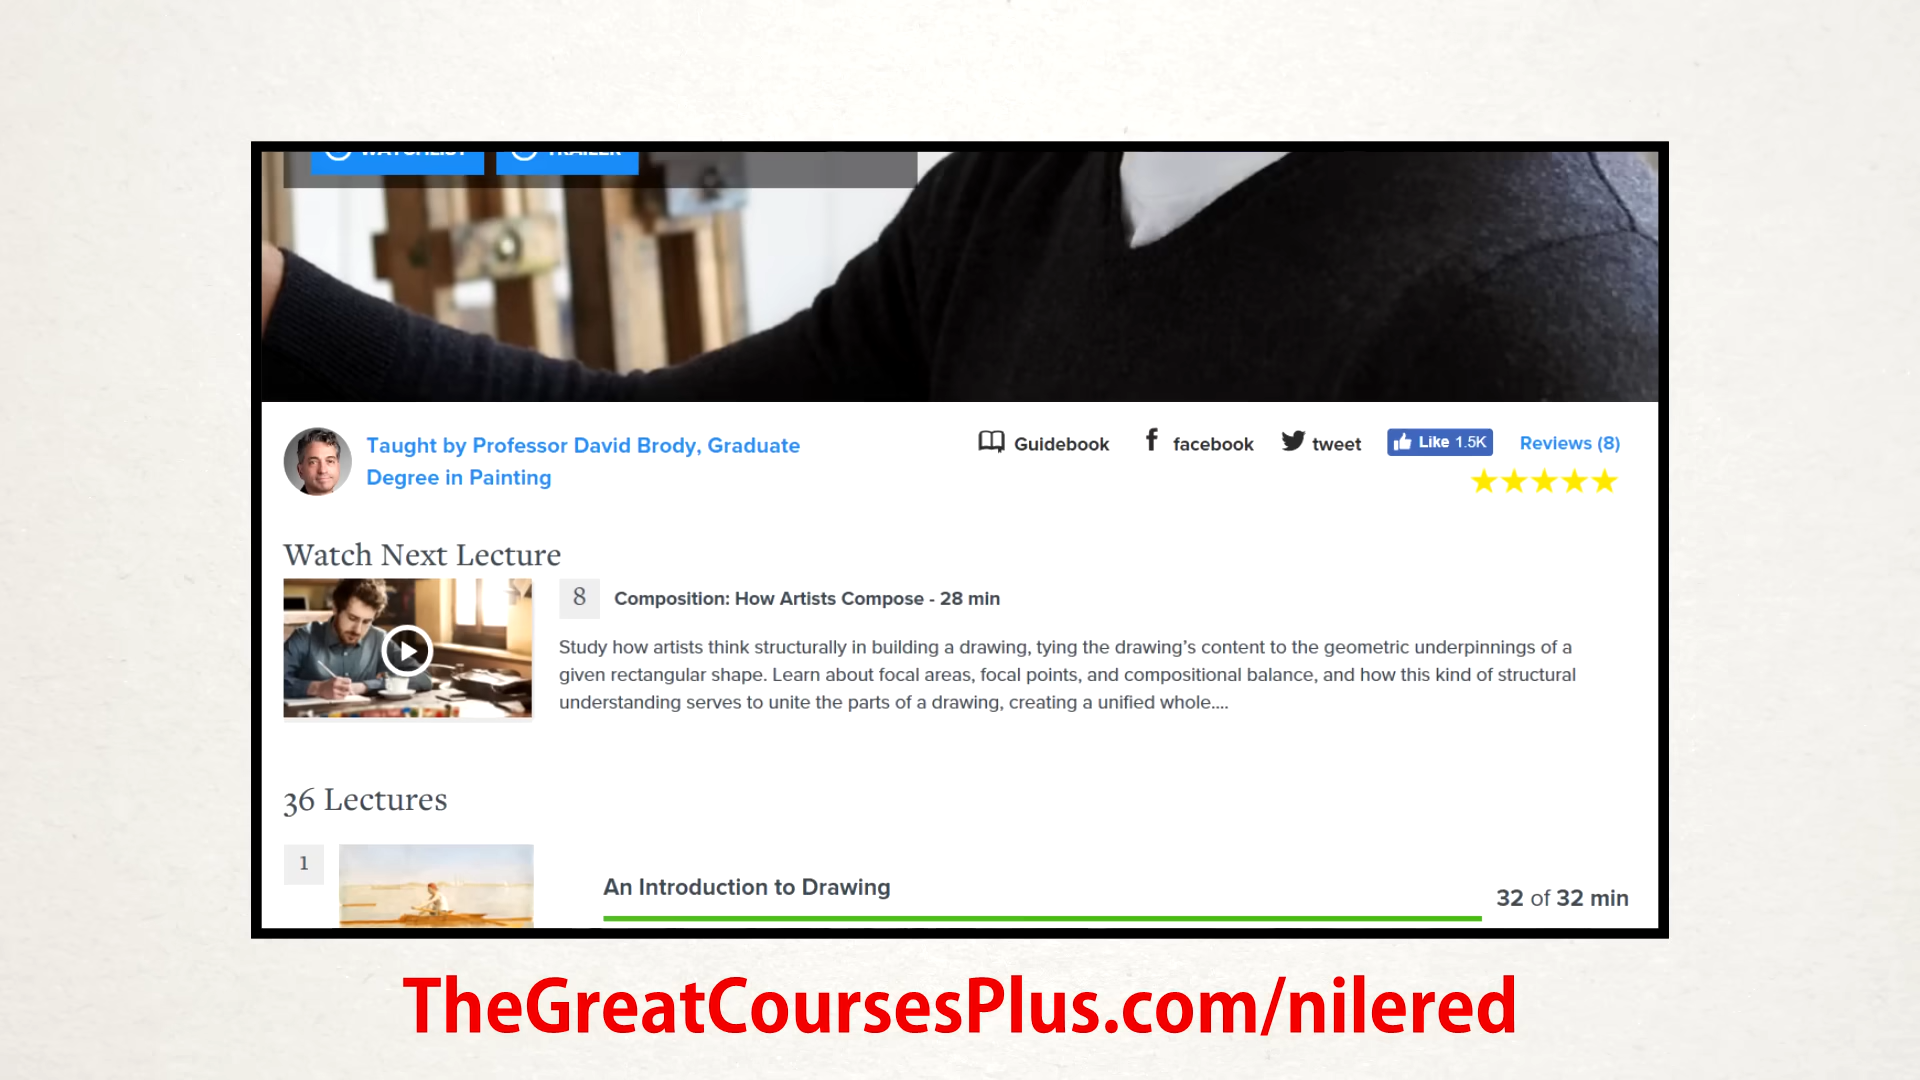 WATCHLIST TRAILER
Taught by Professor David Brody, Graduate
Degree in Painting
Guidebook facebook tweet Like 1.5K Reviews (8)
Watch Next Lecture
8 Composition: How Artists Compose - 28 min
Study how artists think structurally in building a drawing, tying the drawing’s content to the geometric underpinnings of a
given rectangular shape. Learn about focal areas, focal points, and compositional balance, and how this kind of structural
understanding serves to unite the parts of a drawing, creating a unified whole....
36 Lectures
1
An Introduction to Drawing
32 of 32 min
TheGreatCoursesPlus.com/nilered